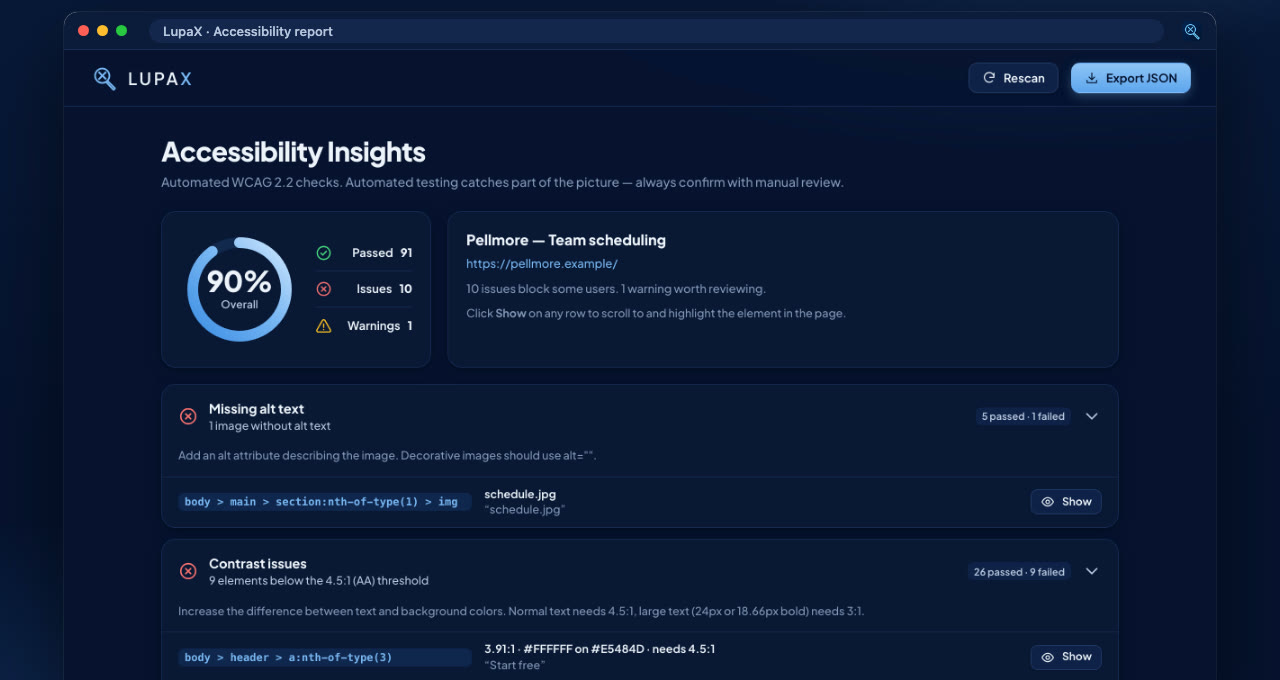 LupaX · Accessibility report
LUPAX
Rescan
Export JSON
Accessibility Insights
Automated WCAG 2.2 checks. Automated testing catches part of the picture — always confirm with manual review.
90%
Overall
Passed 91
Issues 10
Warnings 1
Pellmore — Team scheduling
https://pellmore.example/
10 issues block some users. 1 warning worth reviewing.
Click Show on any row to scroll to and highlight the element in the page.
Missing alt text
1 image without alt text
5 passed · 1 failed
Add an alt attribute describing the image. Decorative images should use alt="".
body > main > section:nth-of-type(1) > img
schedule.jpg
“schedule.jpg”
Show
Contrast issues
9 elements below the 4.5:1 (AA) threshold
26 passed · 9 failed
Increase the difference between text and background colors. Normal text needs 4.5:1, large text (24px or 18.66px bold) needs 3:1.
body > header > a:nth-of-type(3)
3.91:1 · #FFFFFF on #E5484D · needs 4.5:1
“Start free”
Show